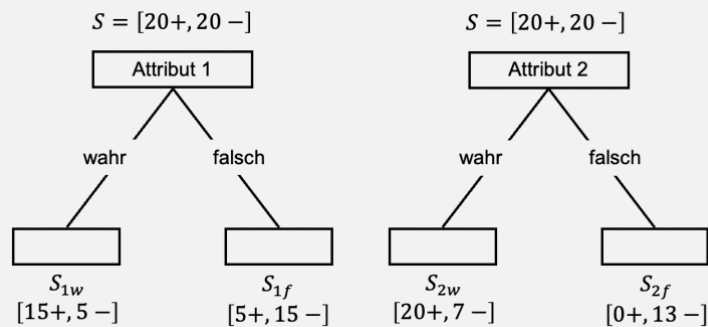 S = [20+, 20 −]
Attribut 1
wahr
falsch
S1w
[15+, 5 −]
S1f
[5+, 15 −]
S = [20+, 20 −]
Attribut 2
wahr
falsch
S2w
[20+, 7 −]
S2f
[0+, 13 −]